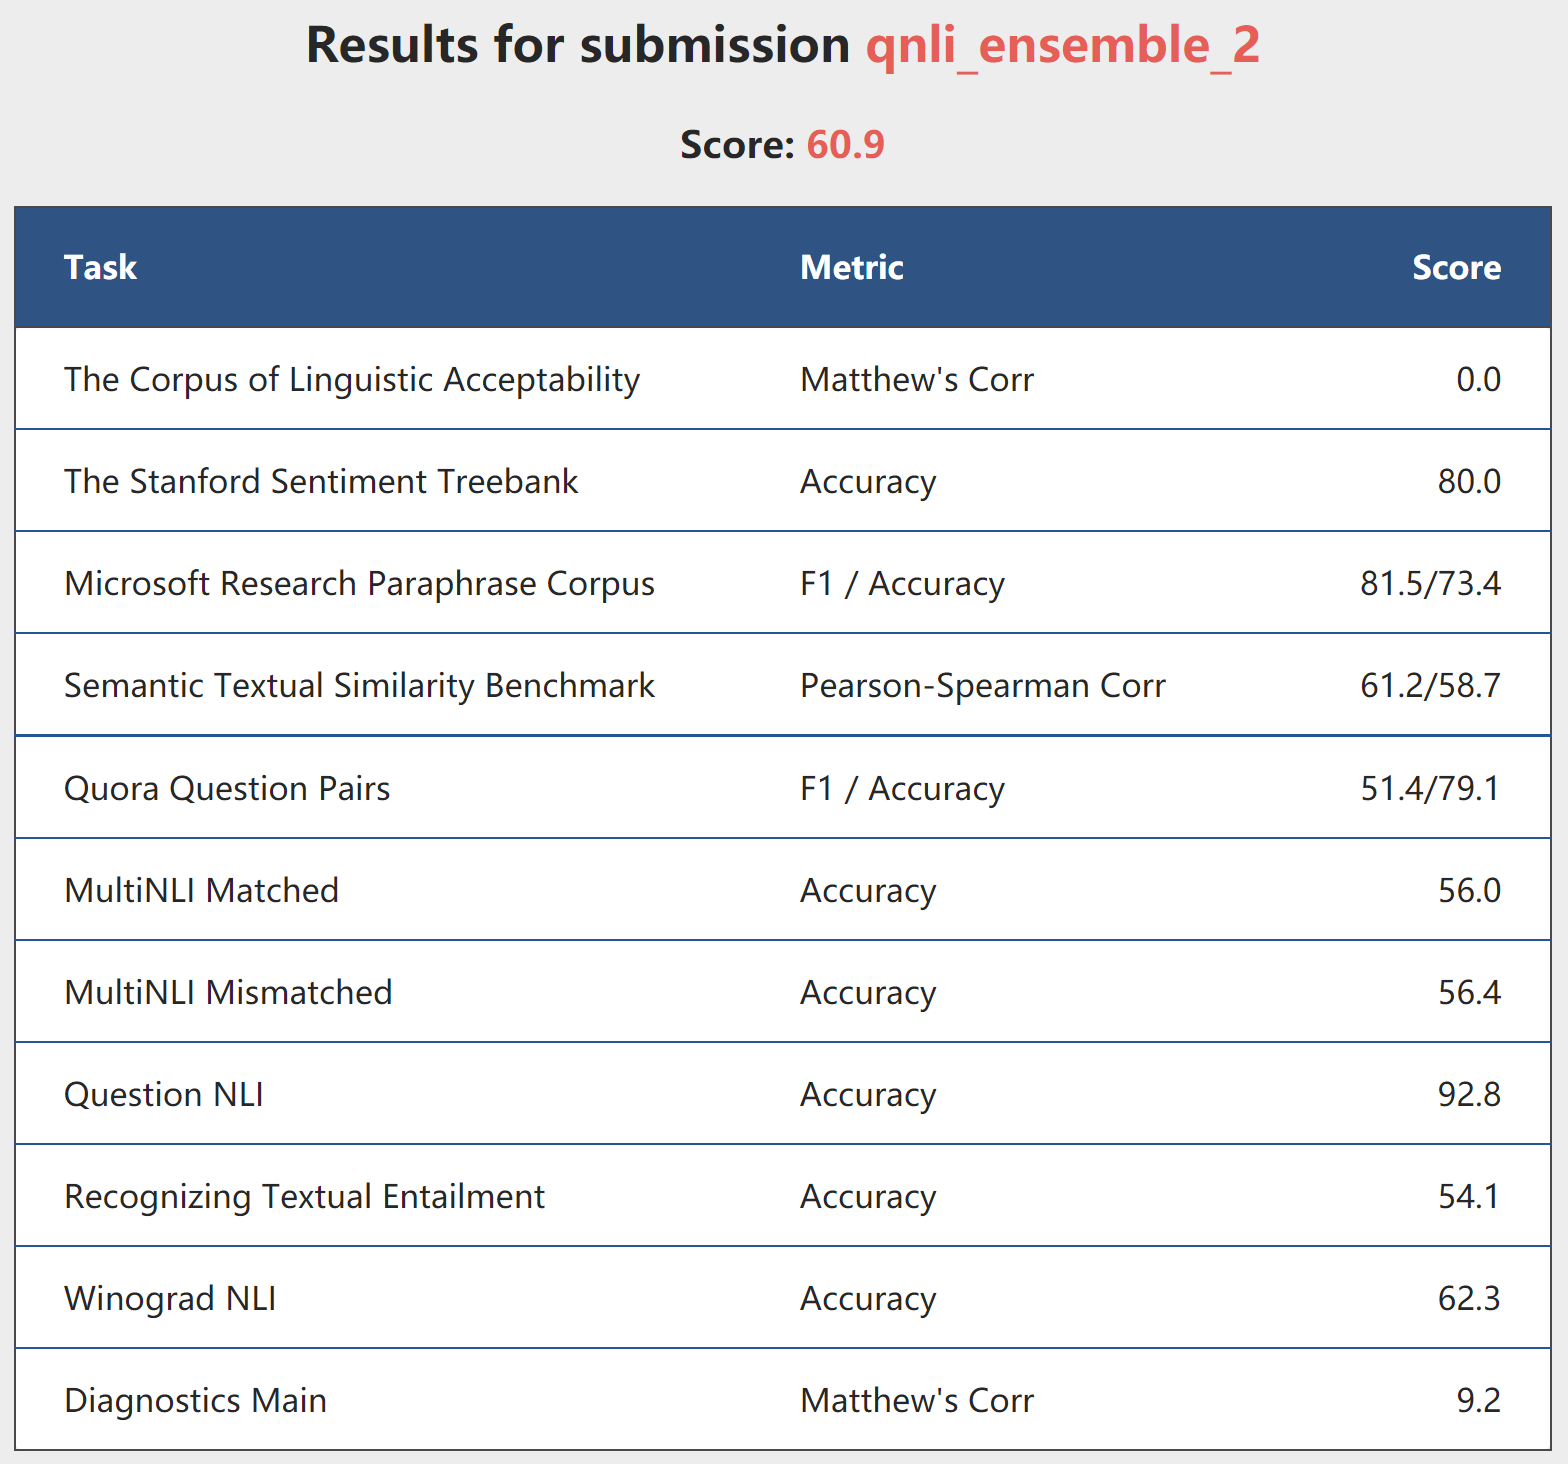 Results for submission qnli_ensemble_2
Score: 60.9
Task Metric Score
The Corpus of Linguistic Acceptability Matthew's Corr 0.0
The Stanford Sentiment Treebank Accuracy 80.0
Microsoft Research Paraphrase Corpus F1 / Accuracy 81.5/73.4
Semantic Textual Similarity Benchmark Pearson-Spearman Corr 61.2/58.7
Quora Question Pairs F1 / Accuracy 51.4/79.1
MultiNLI Matched Accuracy 56.0
MultiNLI Mismatched Accuracy 56.4
Question NLI Accuracy 92.8
Recognizing Textual Entailment Accuracy 54.1
Winograd NLI Accuracy 62.3
Diagnostics Main Matthew's Corr 9.2